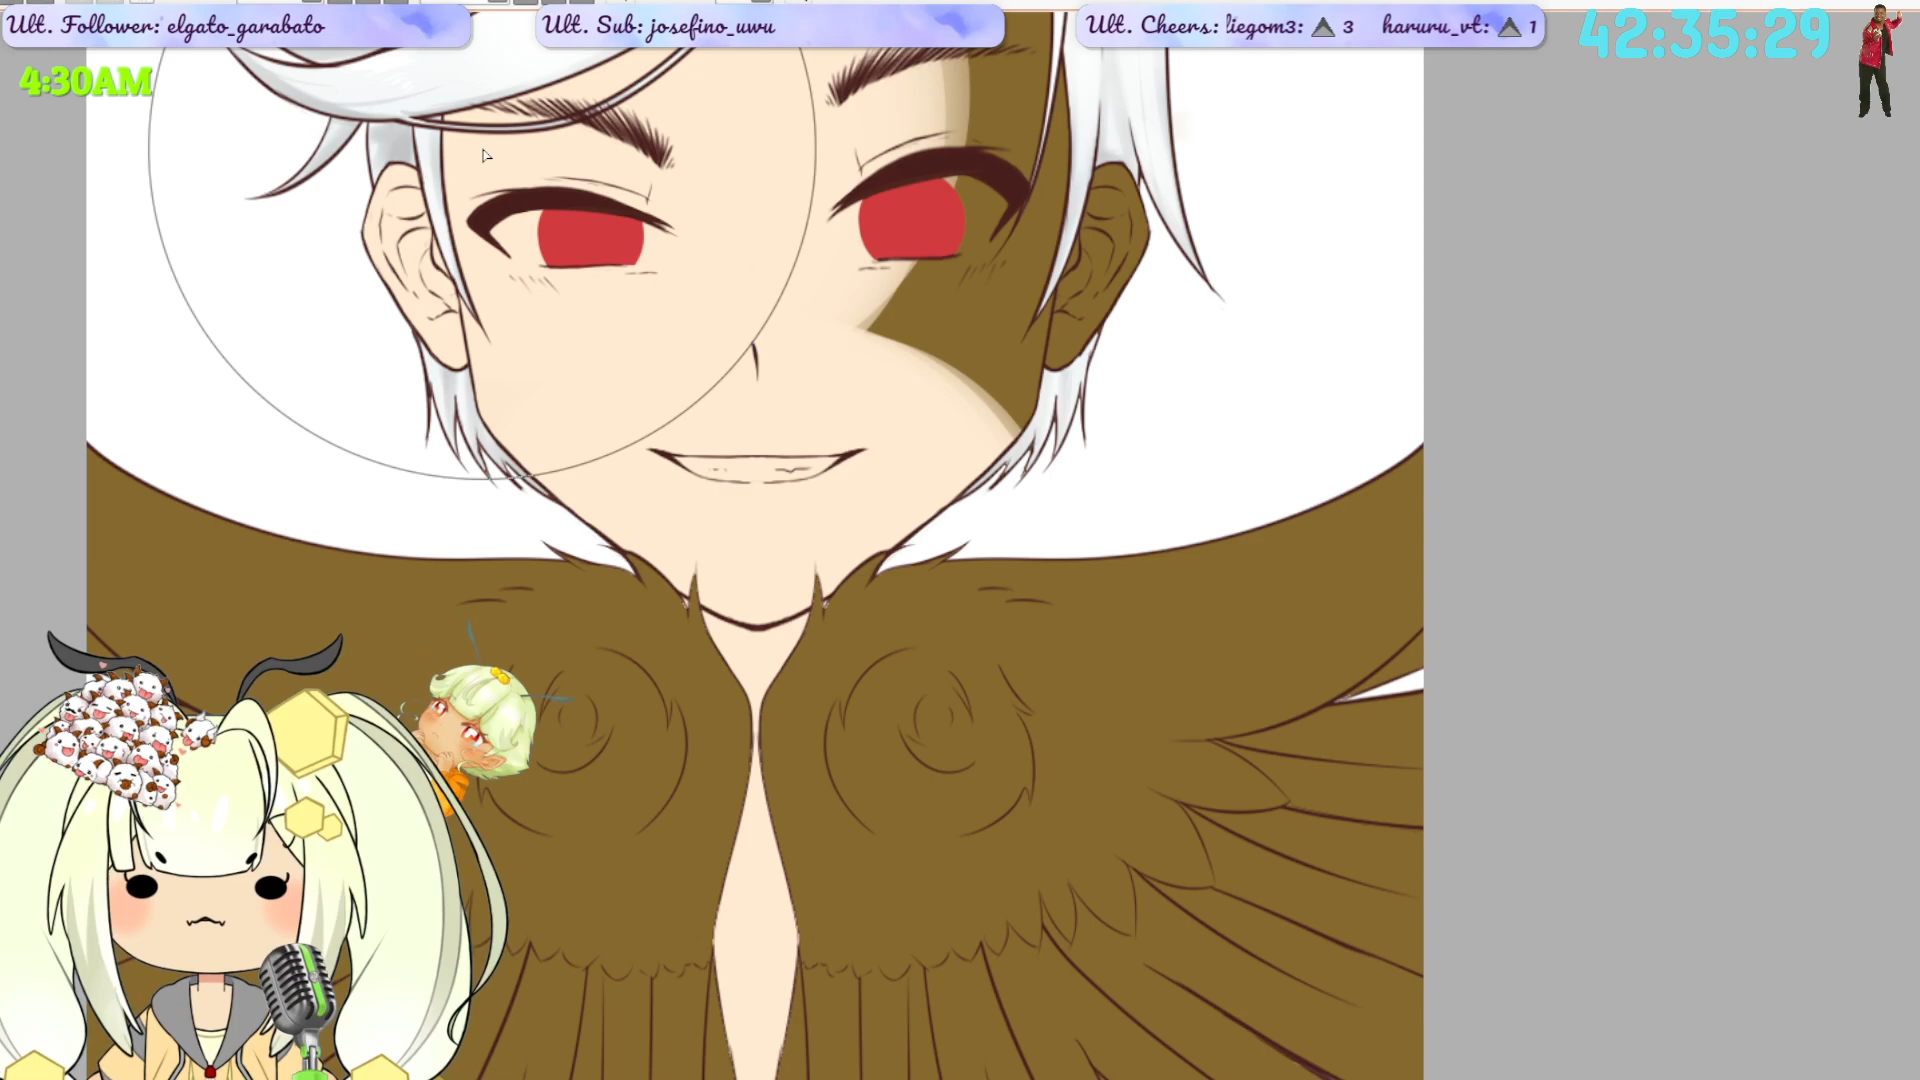 Ult. Follower: elgato_garabato
Ult. Sub: josefino_uwu
Ult. Cheers: liegom3: 3 haruru_vt: 1
42:35:29
4:30AM